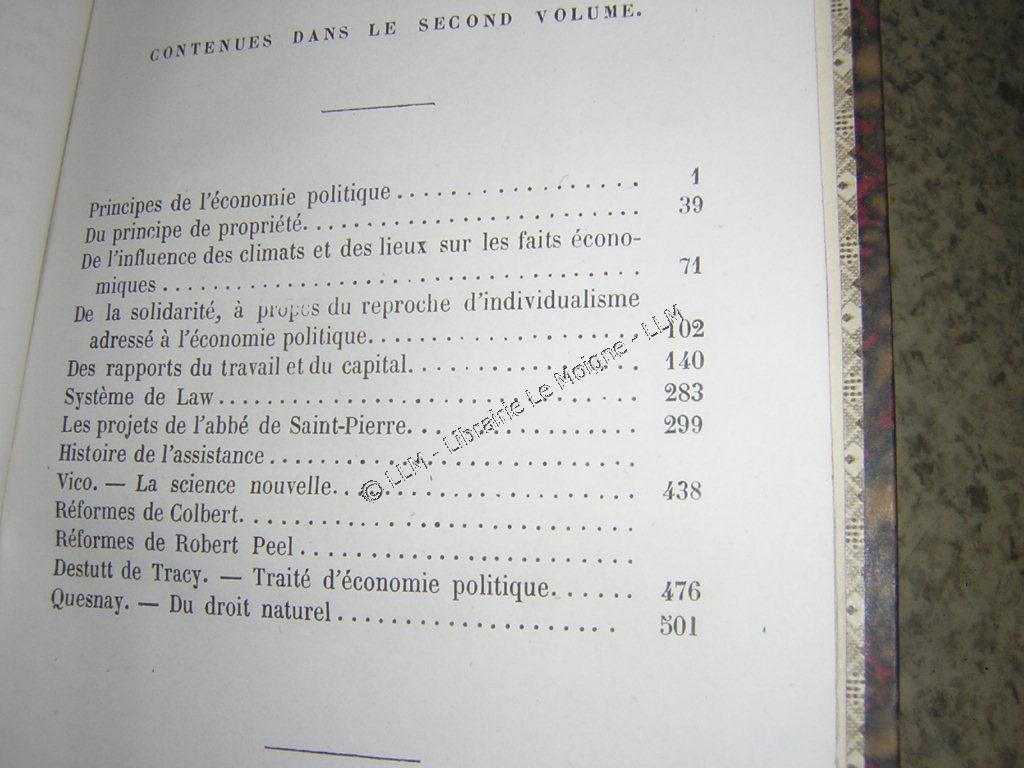 CONTENUES DANS LE SECOND VOLUME.
Principes de l'économie politique . . . . . . . . . . . . . . . . . 1
Du principe de propriété. . . . . . . . . . . . . . . . . . . . . . 39
De l'influence des climats et des lieux sur les faits écono-
miques . . . . . . . . . . . . . . . . . . . . . . . . . . . . . . 71
De la solidarité, à propos du reproche d'individualisme
adressé à l'économie politique. . . . . . . . . . . . . . . . . . 102
Des rapports du travail et du capital. . . . . . . . . . . . . . . 140
Système de Law . . . . . . . . . . . . . . . . . . . . . . . . . . 283
Les projets de l'abbé de Saint-Pierre. . . . . . . . . . . . . . . 299
Histoire de l'assistance . . . . . . . . . . . . . . . . . . . . .
Vico. — La science nouvelle. . . . . . . . . . . . . . . . . . . . 438
Réformes de Colbert. . . . . . . . . . . . . . . . . . . . . . . .
Réformes de Robert Peel . . . . . . . . . . . . . . . . . . . . .
Destutt de Tracy. — Traité d'économie politique. . . . . . 476
Quesnay. — Du droit naturel . . . . . . . . . . . . . . . . . . . 501
© LLM - Librairie Le Moigne - LLM